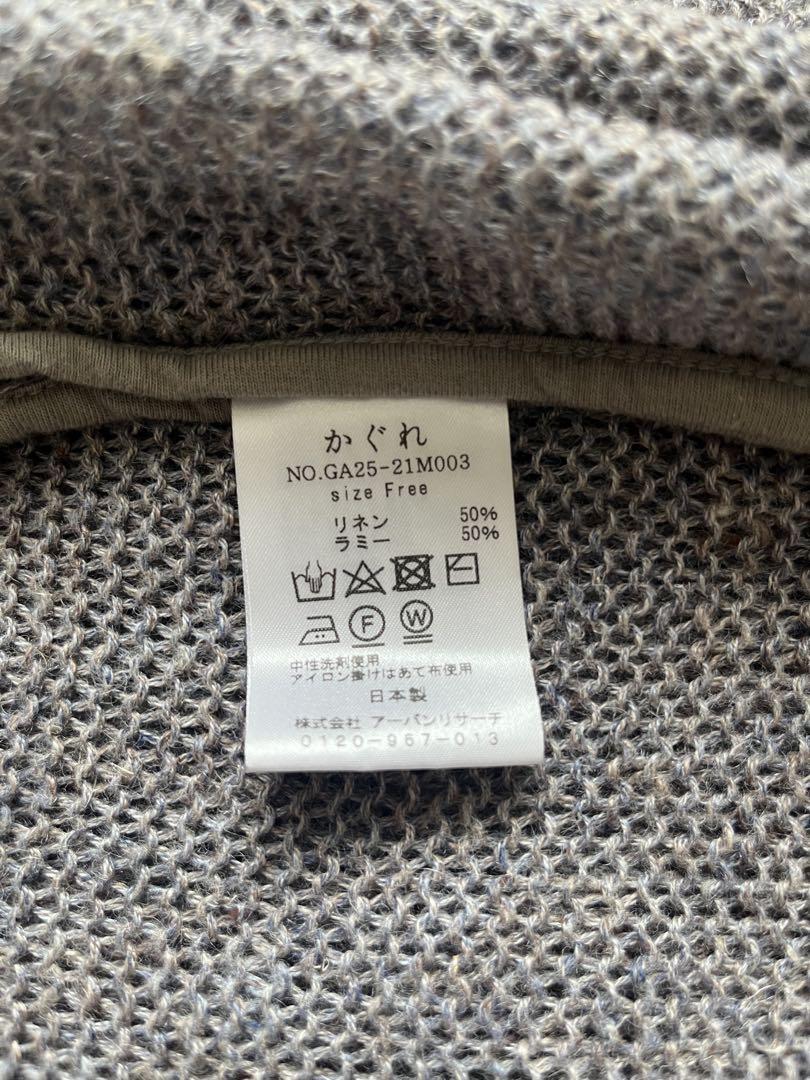 かぐれ
NO.GA25-21M003
size Free
リネン 50%
ラミー 50%
F W
中性洗剤使用
アイロン掛けはあて布使用
日本製
株式会社 アーバンリサーチ
0120-967-013